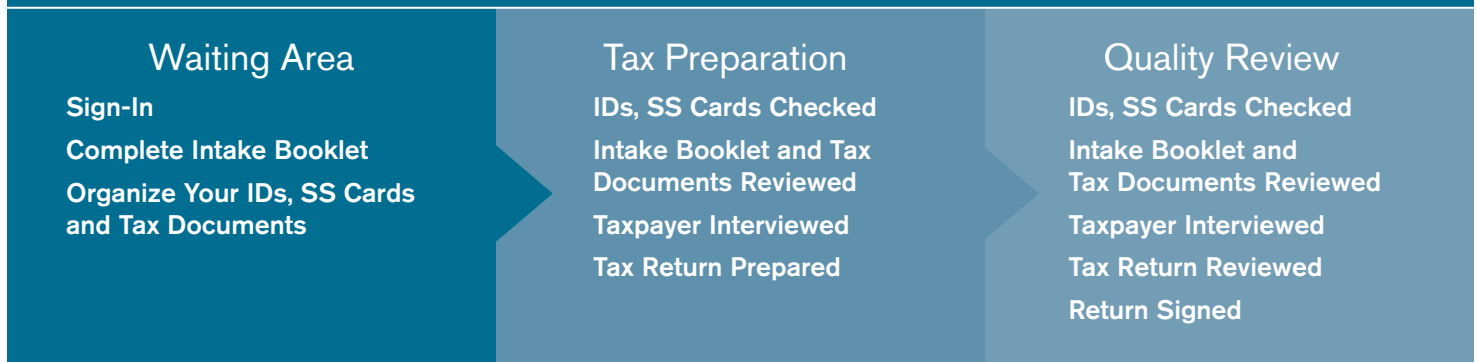 Waiting Area
Sign-In
Complete Intake Booklet
Organize Your IDs, SS Cards
and Tax Documents
Tax Preparation
IDs, SS Cards Checked
Intake Booklet and Tax
Documents Reviewed
Taxpayer Interviewed
Tax Return Prepared
Quality Review
IDs, SS Cards Checked
Intake Booklet and
Tax Documents Reviewed
Taxpayer Interviewed
Tax Return Reviewed
Return Signed